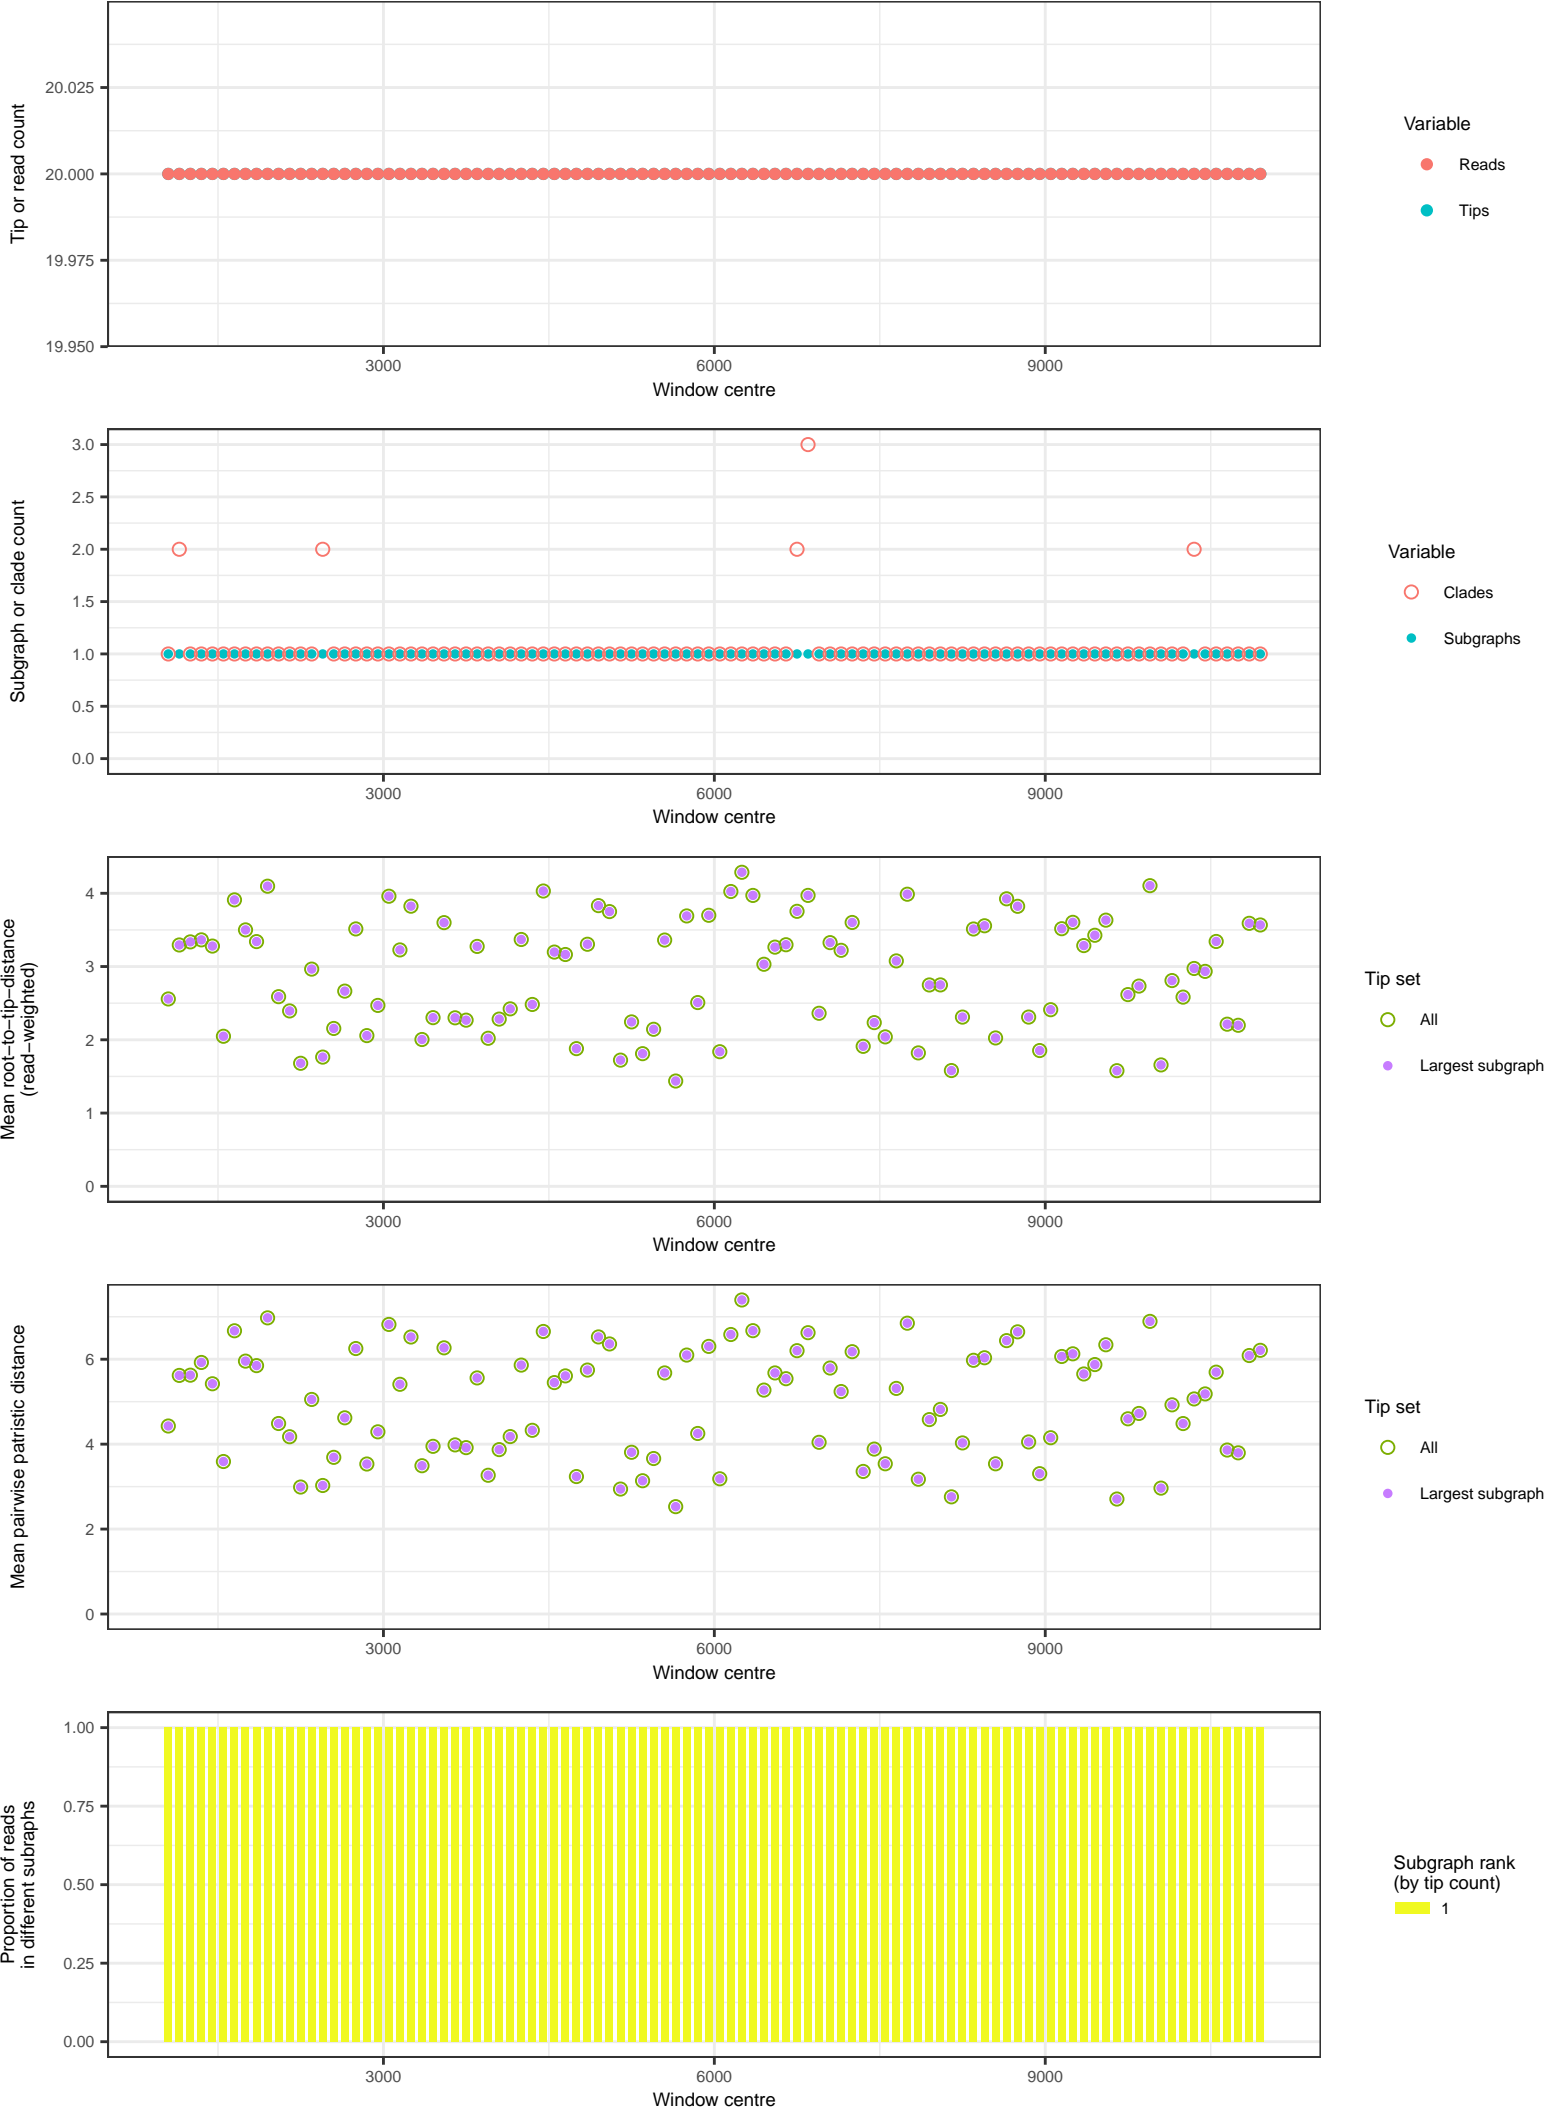 Tip or read count
20.025
20.000
19.975
19.950
3000
6000
9000
Window centre
Variable
Reads
Tips
Subgraph or clade count
3.0
2.5
2.0
1.5
1.0
0.5
0.0
3000
6000
9000
Window centre
Variable
Clades
Subgraphs
Mean root−to−tip−distance
(read−weighted)
4
3
2
1
0
3000
6000
9000
Window centre
Tip set
All
Largest subgraph
Mean pairwise patristic distance
6
4
2
0
3000
6000
9000
Window centre
Tip set
All
Largest subgraph
Proportion of reads
in different subraphs
1.00
0.75
0.50
0.25
0.00
3000
6000
9000
Window centre
Subgraph rank
(by tip count)
1